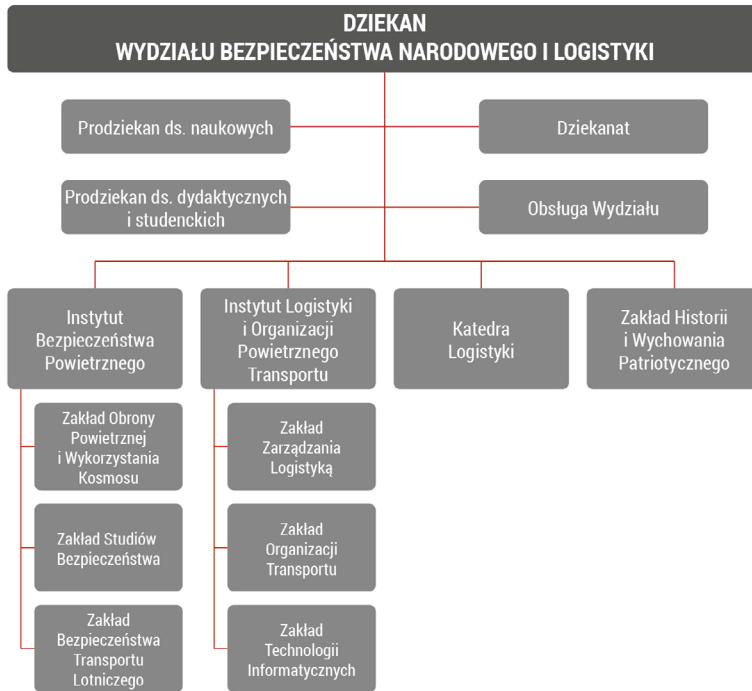 DZIEKAN
WYDZIAŁU BEZPIECZEŃSTWA NARODOWEGO I LOGISTYKI
Prodziekan ds. naukowych
Dziekanat
Prodziekan ds. dydaktycznych
i studenckich
Obsługa Wydziału
Instytut
Bezpieczeństwa
Powietrznego
Instytut Logistyki
i Organizacji
Powietrznego
Transportu
Katedra
Logistyki
Zakład Historii
i Wychowania
Patriotycznego
Zakład Obrony
Powietrznej
i Wykorzystania
Kosmosu
Zakład
Zarządzania
Logistyką
Zakład Studiów
Bezpieczeństwa
Zakład
Organizacji
Transportu
Zakład
Bezpieczeństwa
Transportu
Lotniczego
Zakład
Technologii
Informatycznych